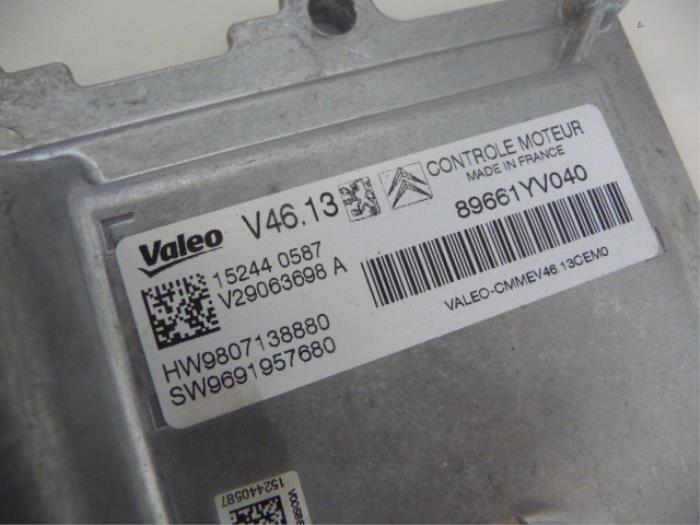 Valeo V46.13 CONTROLE MOTEUR
MADE IN FRANCE
89661YV040
15244 0587
V29063698 A
VALEO-CMMEV46.13CEM0
HW9807138880
SW9691957680
152440587